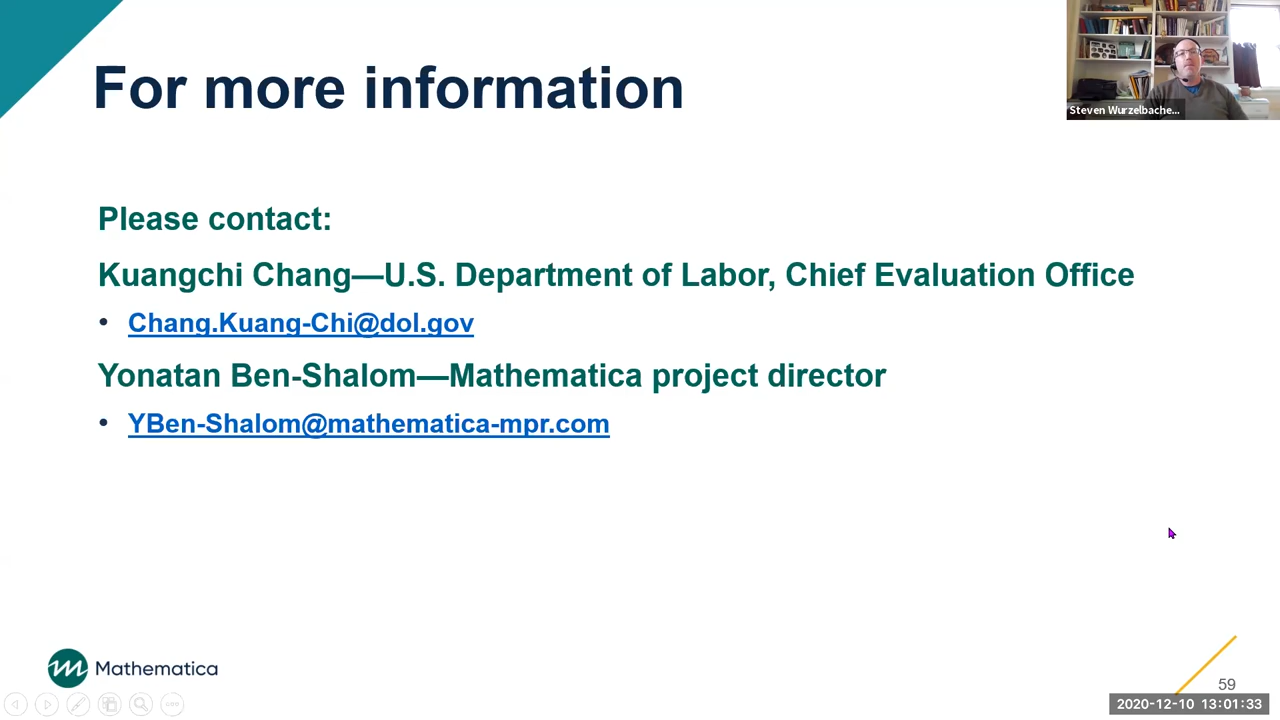 For more information
Steven Wurzelbache...
Please contact:
Kuangchi Chang—U.S. Department of Labor, Chief Evaluation Office
• Chang.Kuang-Chi@dol.gov
Yonatan Ben-Shalom—Mathematica project director
• YBen-Shalom@mathematica-mpr.com
Mathematica
59
2020-12-10 13:01:33